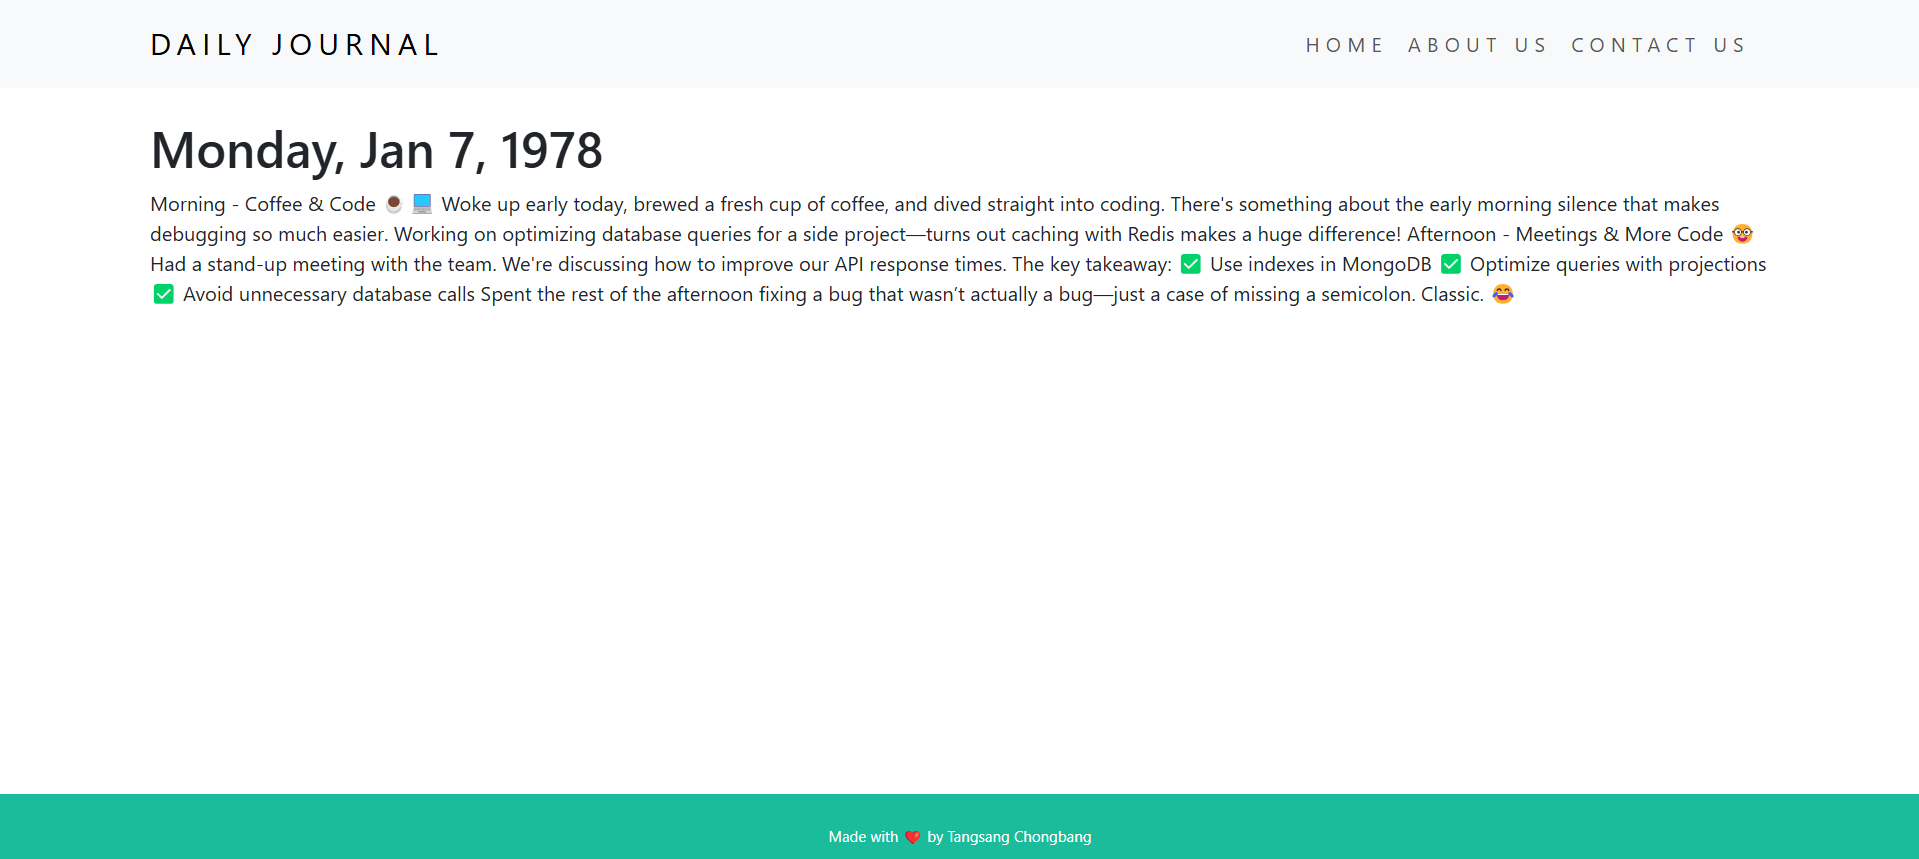 DAILY JOURNAL
HOME ABOUT US CONTACT US
Monday, Jan 7, 1978
Morning - Coffee & Code ☕ 💻 Woke up early today, brewed a fresh cup of coffee, and dived straight into coding. There's something about the early morning silence that makes
debugging so much easier. Working on optimizing database queries for a side project—turns out caching with Redis makes a huge difference! Afternoon - Meetings & More Code 🤓
Had a stand-up meeting with the team. We're discussing how to improve our API response times. The key takeaway: ✅ Use indexes in MongoDB ✅ Optimize queries with projections
✅ Avoid unnecessary database calls Spent the rest of the afternoon fixing a bug that wasn’t actually a bug—just a case of missing a semicolon. Classic. 😂
Made with ❤️ by Tangsang Chongbang